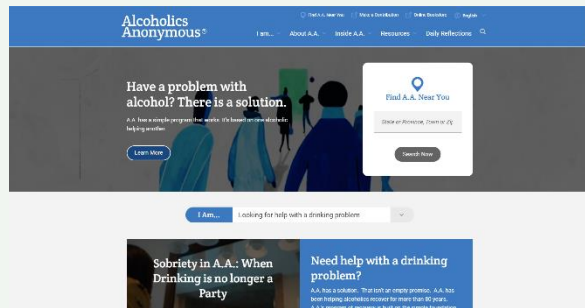 Find A.A. Near You
Make a Contribution
Online Bookstore
English
Alcoholics
Anonymous®
I am...
About A.A.
Inside A.A.
Resources
Daily Reflections
Have a problem with
alcohol? There is a solution.
A.A. has a simple program that works. It's based on one alcoholic
helping another.
Learn More
Find A.A. Near You
State or Province, Town or Zip
Search Now
I Am...
Looking for help with a drinking problem
Sobriety in A.A.: When
Drinking is no longer a
Party
Need help with a drinking
problem?
A.A. has a solution. That isn't an empty promise. A.A. has
been helping alcoholics recover for more than 80 years.